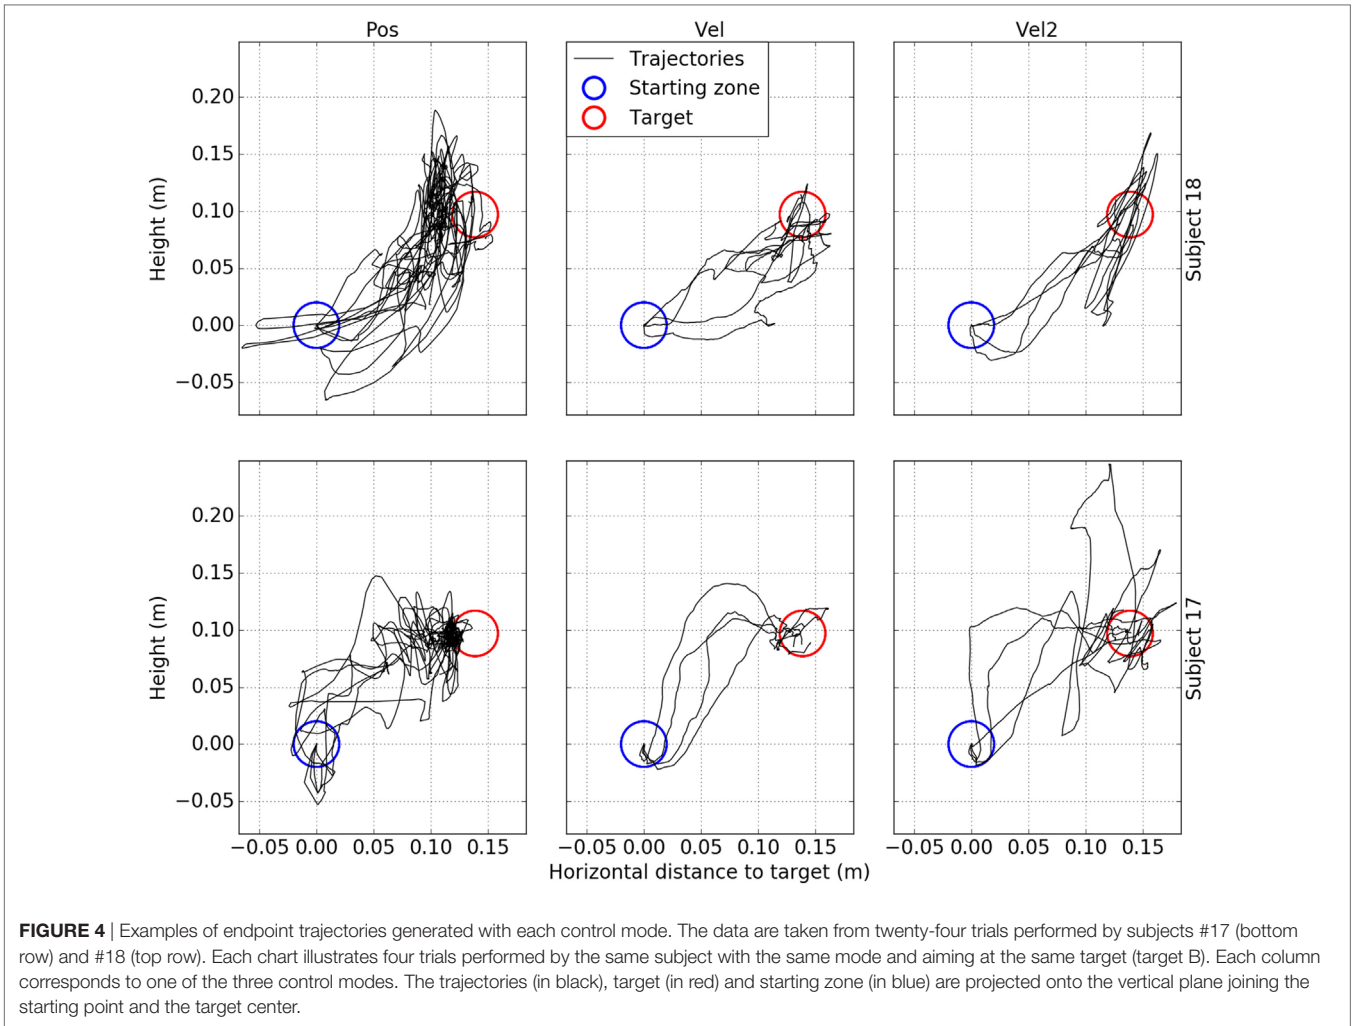 Pos
Vel
Vel2
Trajectories
Starting zone
Target
0.20
0.15
0.10
0.05
0.00
−0.05
Height (m)
Subject 18
0.20
0.15
0.10
0.05
0.00
−0.05
Height (m)
Subject 17
−0.05 0.00 0.05 0.10 0.15
−0.05 0.00 0.05 0.10 0.15
−0.05 0.00 0.05 0.10 0.15
Horizontal distance to target (m)
FIGURE 4 | Examples of endpoint trajectories generated with each control mode. The data are taken from twenty-four trials performed by subjects #17 (bottom
row) and #18 (top row). Each chart illustrates four trials performed by the same subject with the same mode and aiming at the same target (target B). Each column
corresponds to one of the three control modes. The trajectories (in black), target (in red) and starting zone (in blue) are projected onto the vertical plane joining the
starting point and the target center.